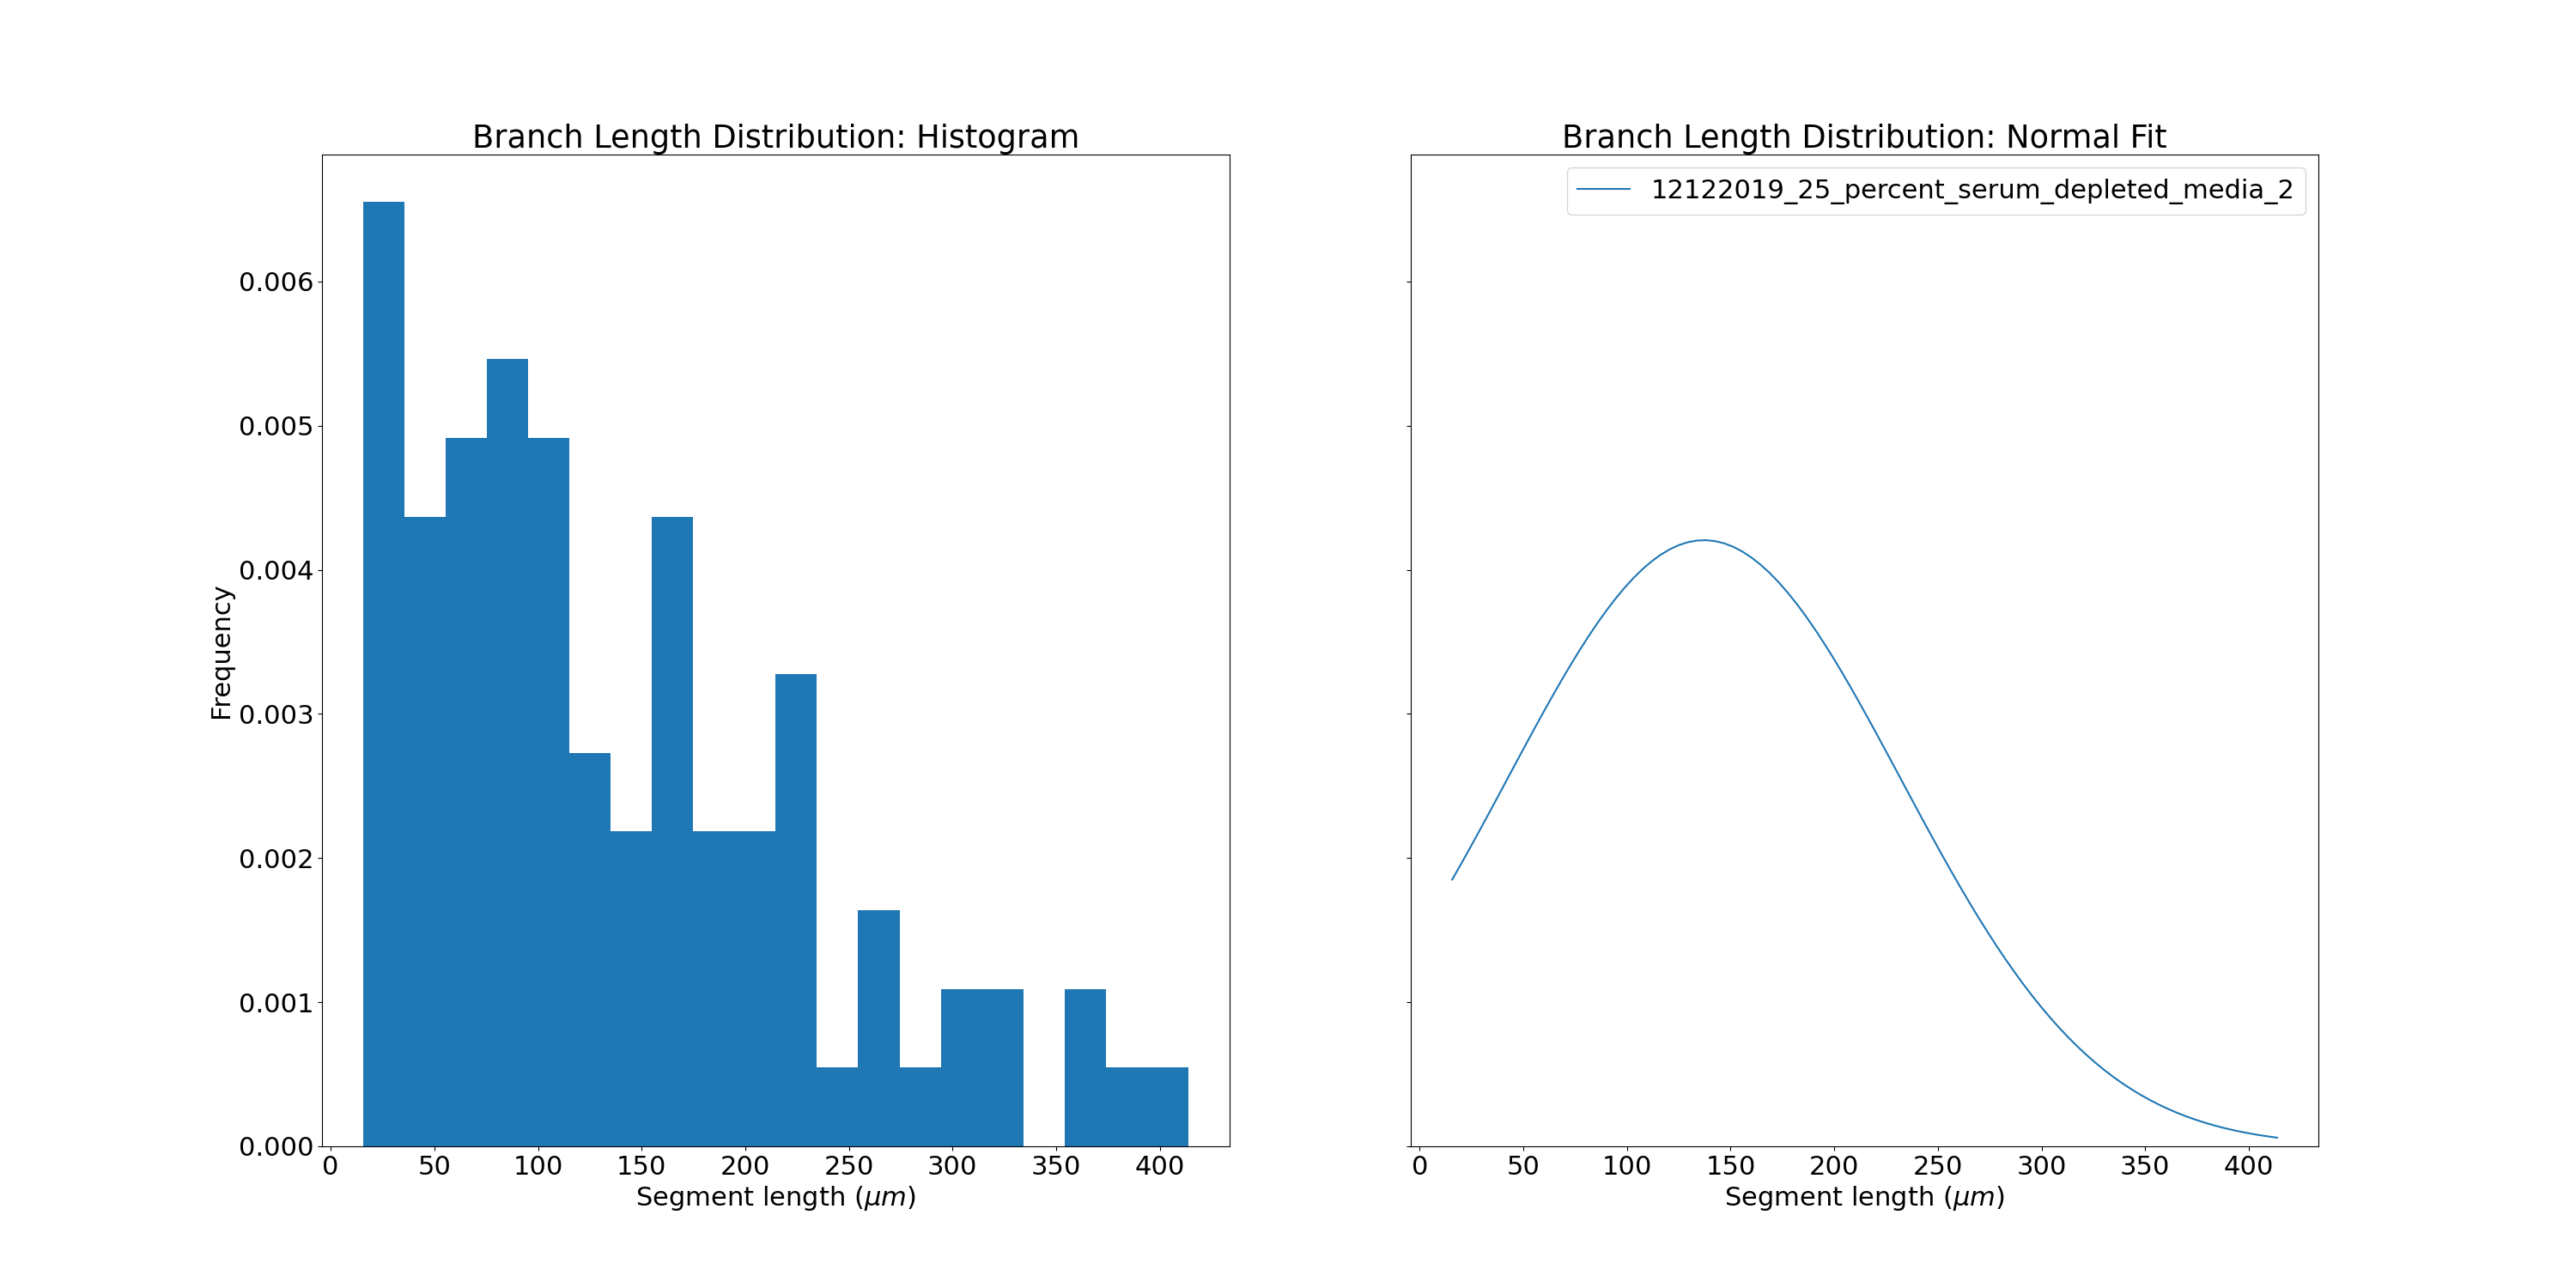 Branch Length Distribution: Histogram
0.006
0.005
0.004
0.003
0.002
0.001
0.000
Frequency
0 50 100 150 200 250 300 350 400
Segment length (μm)
Branch Length Distribution: Normal Fit
12122019_25_percent_serum_depleted_media_2
0 50 100 150 200 250 300 350 400
Segment length (μm)